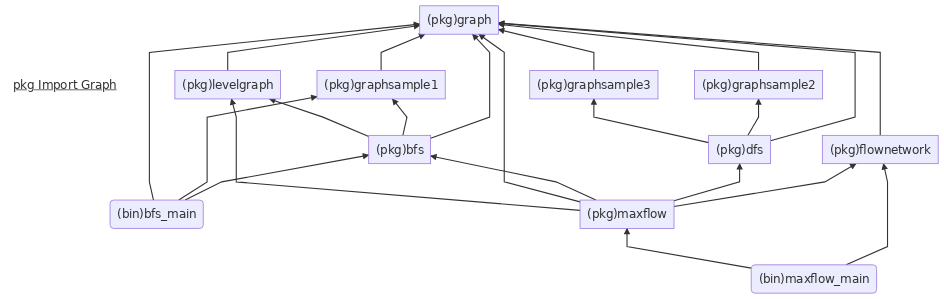 (pkg)graph
pkg Import Graph
(pkg)levelgraph
(pkg)graphsample1
(pkg)graphsample3
(pkg)graphsample2
(pkg)bfs
(pkg)dfs
(pkg)flownetwork
(bin)bfs_main
(pkg)maxflow
(bin)maxflow_main